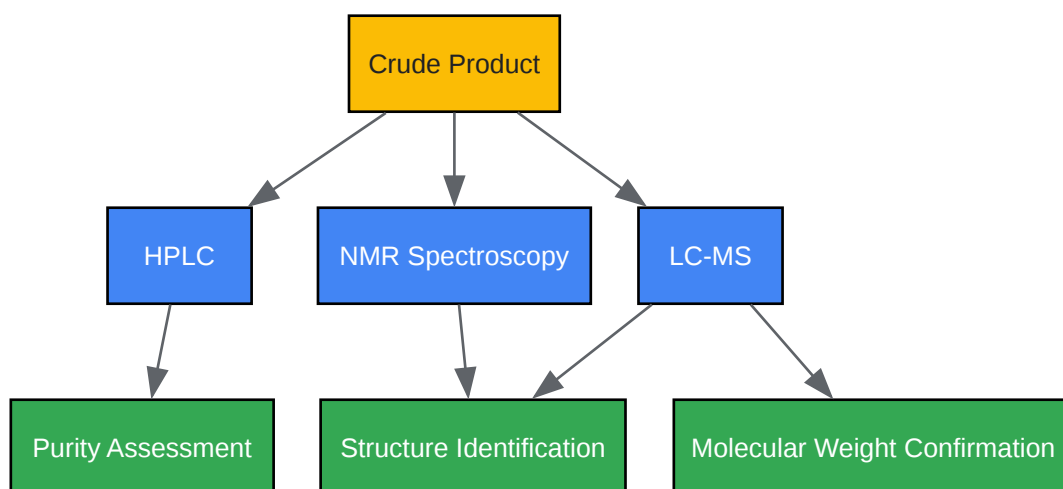 Crude Product
HPLC
NMR Spectroscopy
LC-MS
Purity Assessment
Structure Identification
Molecular Weight Confirmation